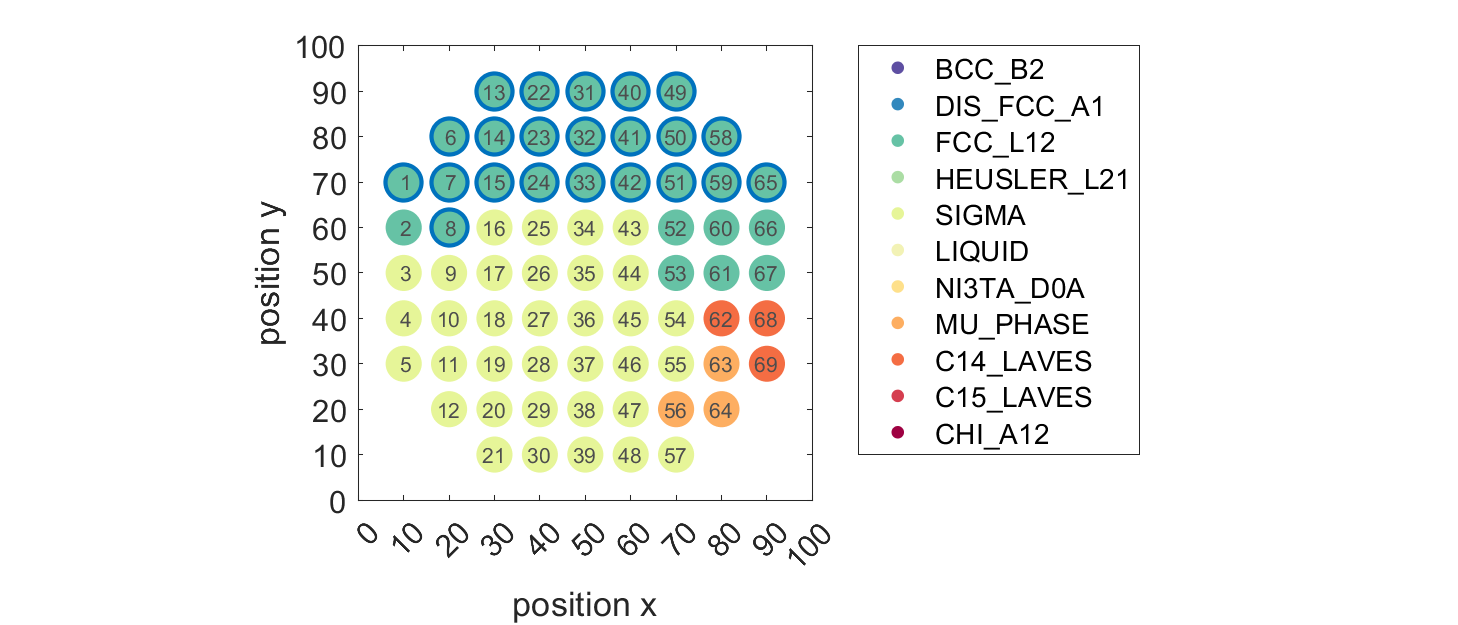 100
90
80
70
60
50
40
30
20
10
0
position y
13 22 31 40 49
6 14 23 32 41 50 58
1 7 15 24 33 42 51 59 65
2 8 16 25 34 43 52 60 66
3 9 17 26 35 44 53 61 67
4 10 18 27 36 45 54 62 68
5 11 19 28 37 46 55 63 69
12 20 29 38 47 56 64
21 30 39 48 57
0 10 20 30 40 50 60 70 80 90 100
position x
BCC_B2
DIS_FCC_A1
FCC_L12
HEUSLER_L21
SIGMA
LIQUID
NI3TA_D0A
MU_PHASE
C14_LAVES
C15_LAVES
CHI_A12